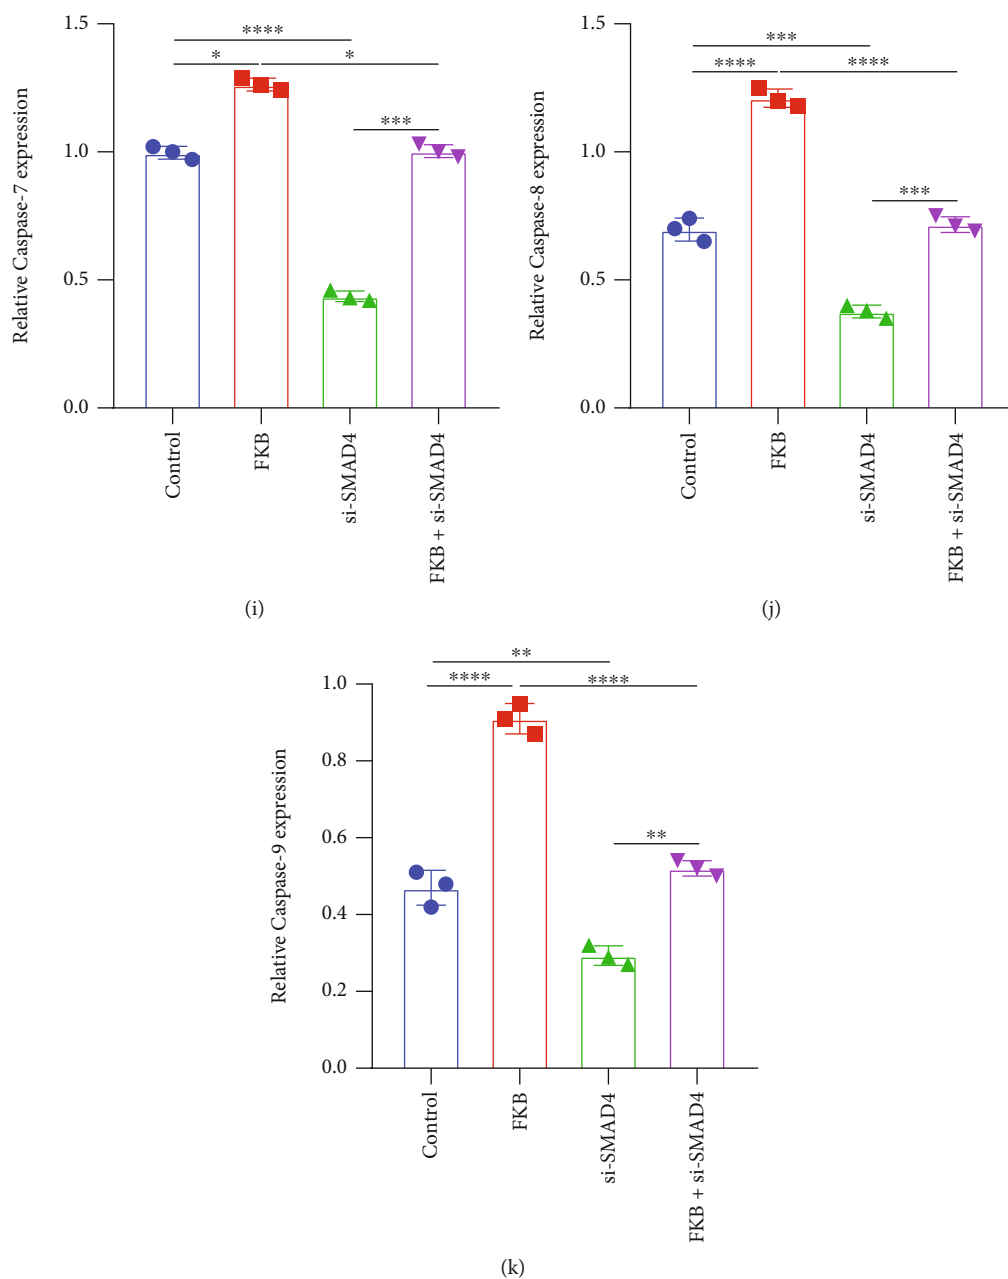 Relative Caspase-7 expression
1.5
1.0
0.5
0.0
****
*
*
***
Control
FKB
si-SMAD4
FKB + si-SMAD4
(i)
Relative Caspase-8 expression
1.5
1.0
0.5
0.0
***
****
****
***
Control
FKB
si-SMAD4
FKB + si-SMAD4
(j)
Relative Caspase-9 expression
1.0
0.8
0.6
0.4
0.2
0.0
**
****
****
**
Control
FKB
si-SMAD4
FKB + si-SMAD4
(k)